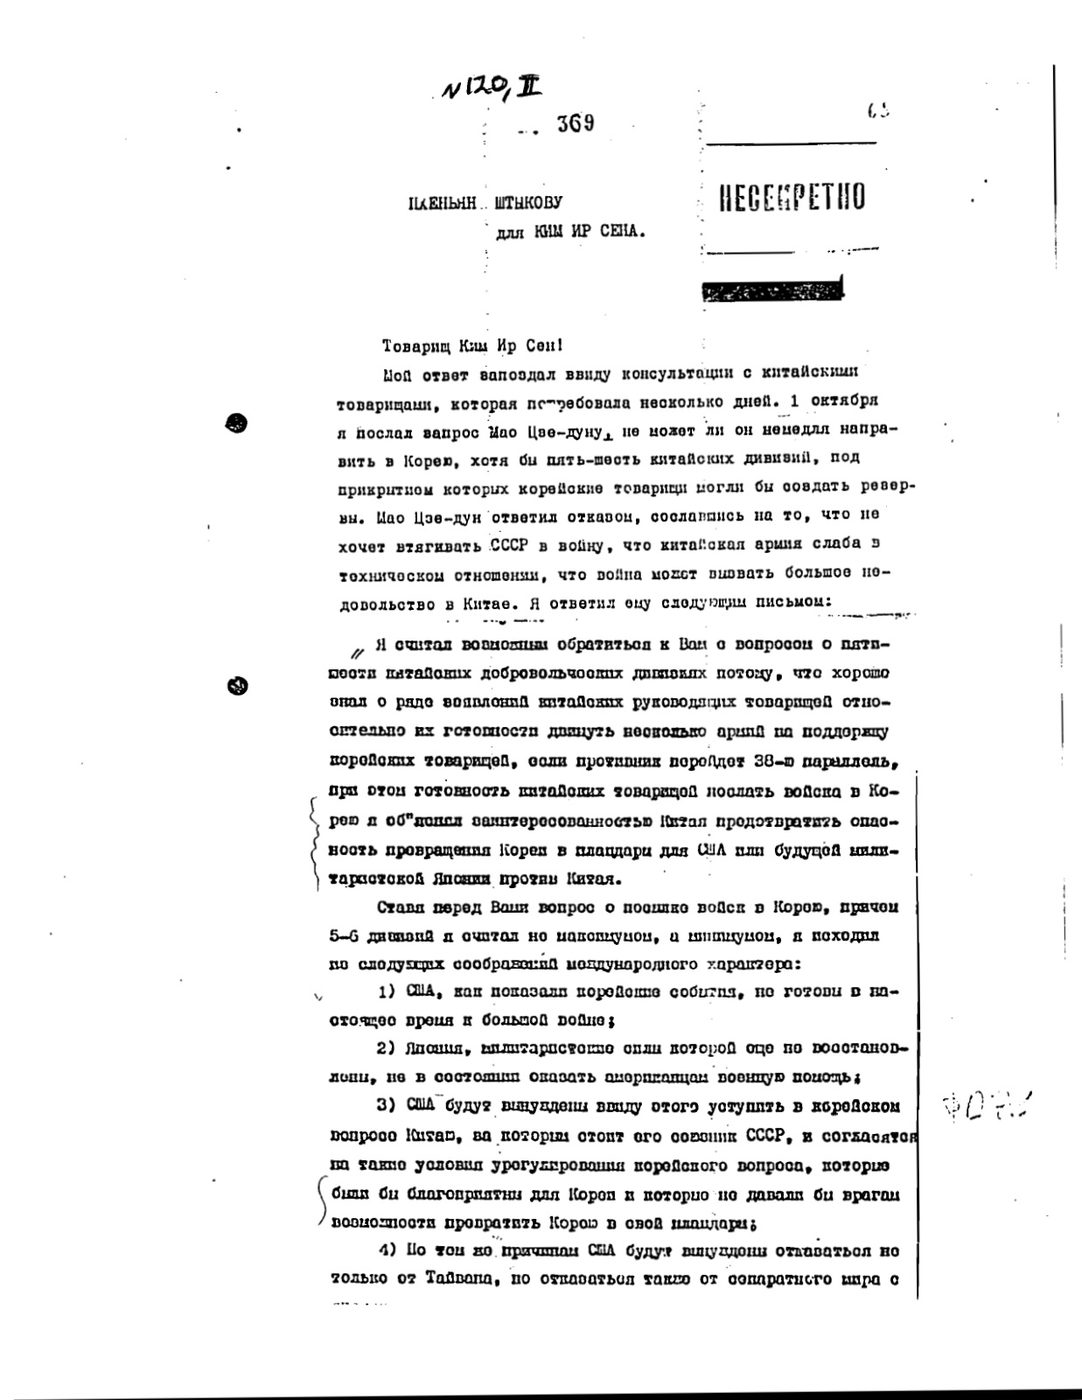 N 120, II
369
65
НЕСЕКРЕТНО
ПХЕНЬЯН ШТЫКОВУ
для КИМ ИР СЕНА.
Товарищ Ким Ир Сен!
Мой ответ запоздал ввиду консультации с китайскими
товарищами, которая потребовала несколько дней. 1 октября
я послал запрос Мао Цзе-дуну, не может ли он немедля напра-
вить в Корею, хотя бы пять-шесть китайских дивизий, под
прикрытием которых корейские товарищи могли бы создать резер-
вы. Мао Цзе-дун ответил отказом, сославшись на то, что не
хочет втягивать СССР в войну, что китайская армия слаба в
техническом отношении, что война может вызвать большое не-
довольство в Китае. Я ответил ему следующим письмом:
"Я считал возможным обратиться к Вам с вопросом о пяти-
шести китайских добровольческих дивизиях потому, что хорошо
знал о ряде заявлений китайских руководящих товарищей отно-
сительно их готовности двинуть несколько армий на поддержку
корейских товарищей, если противник перейдет 38-ю параллель,
при этом готовность китайских товарищей послать войска в Ко-
рею я об"яснял заинтересованностью Китая предотвратить опас-
ность превращения Кореи в плацдарм для США или будущей мили-
таристской Японии против Китая.
Ставя перед Вами вопрос о посылке войск в Корею, причем
5-6 дивизий я считал не максимумом, а минимумом, я исходил
из следующих соображений международного характера:
1) США, как показали корейские события, не готовы в на-
стоящее время к большой войне;
2) Япония, милитаристские силы которой еще не восстанов-
лены, не в состоянии оказать американцам военную помощь;
3) США будут вынуждены ввиду этого уступить в корейском
вопросе Китаю, за которым стоит его союзник СССР, и согласятся
на такие условия урегулирования корейского вопроса, которые
были бы благоприятны для Кореи и которые не давали бы врагам
возможности превратить Корею в свой плацдарм;
4) По тем же причинам США будут вынуждены отказаться не
только от Тайвана, но отказаться также от сепаратного мира с